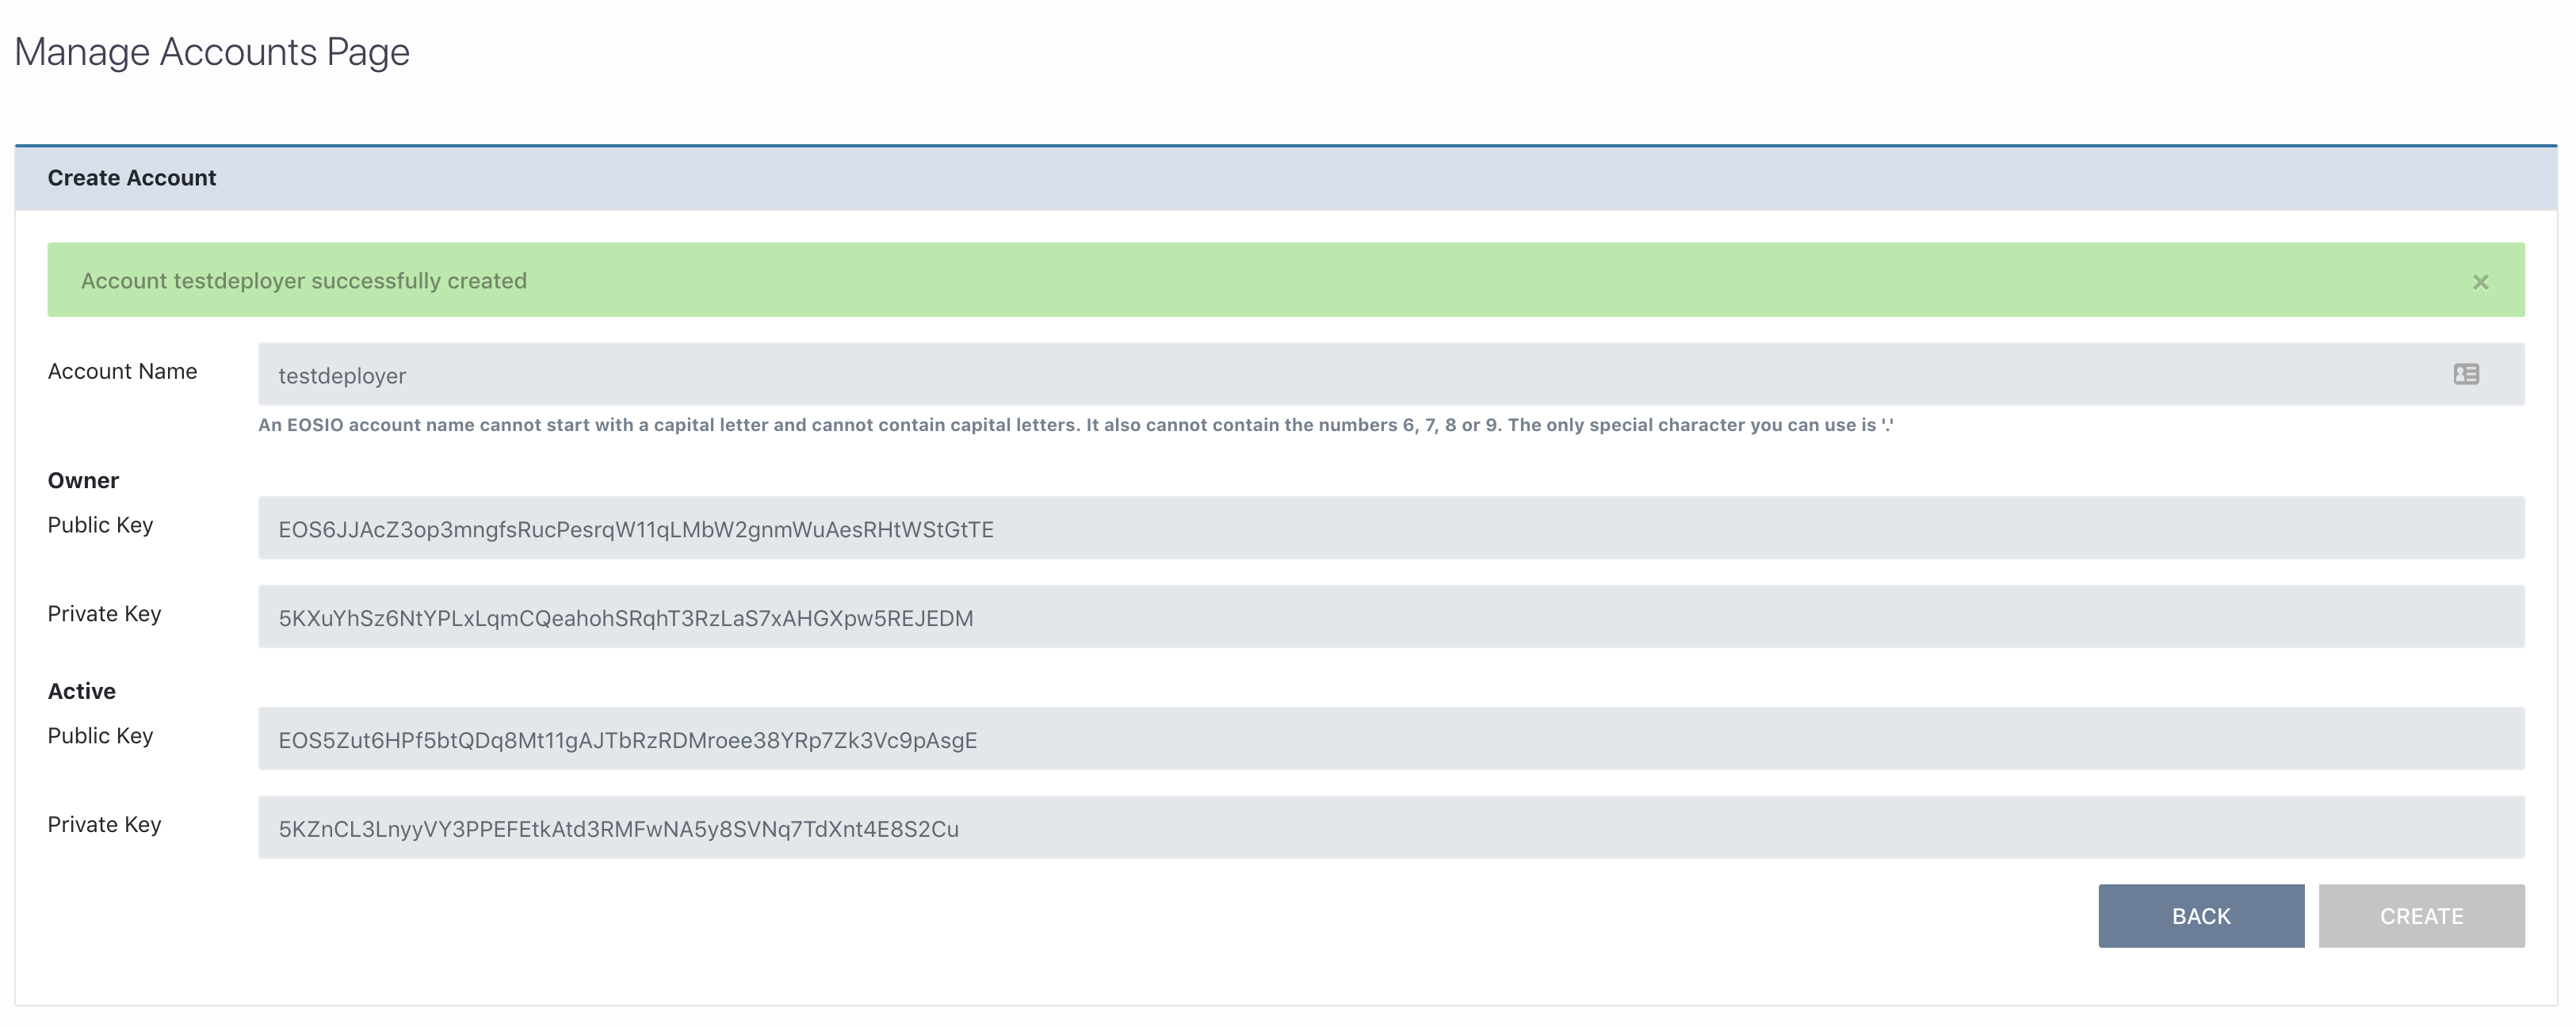 Manage Accounts Page
Create Account
Account testdeployer successfully created
×
Account Name
testdeployer
An EOSIO account name cannot start with a capital letter and cannot contain capital letters. It also cannot contain the numbers 6, 7, 8 or 9. The only special character you can use is '.'
Owner
Public Key
EOS6JJAcZ3op3mngfsRucPesrqW11qLMbW2gnmWuAesRHtWStGtTE
Private Key
5KXuYhSz6NtYPLxLqmCQeahohSRqhT3RzLaS7xAHGXpw5REJEDM
Active
Public Key
EOS5Zut6HPf5btQDq8Mt11gAJTbRzRDMroee38YRp7Zk3Vc9pAsgE
Private Key
5KZnCL3LnyyVY3PPEFEtkAtd3RMFwNA5y8SVNq7TdXnt4E8S2Cu
BACK
CREATE